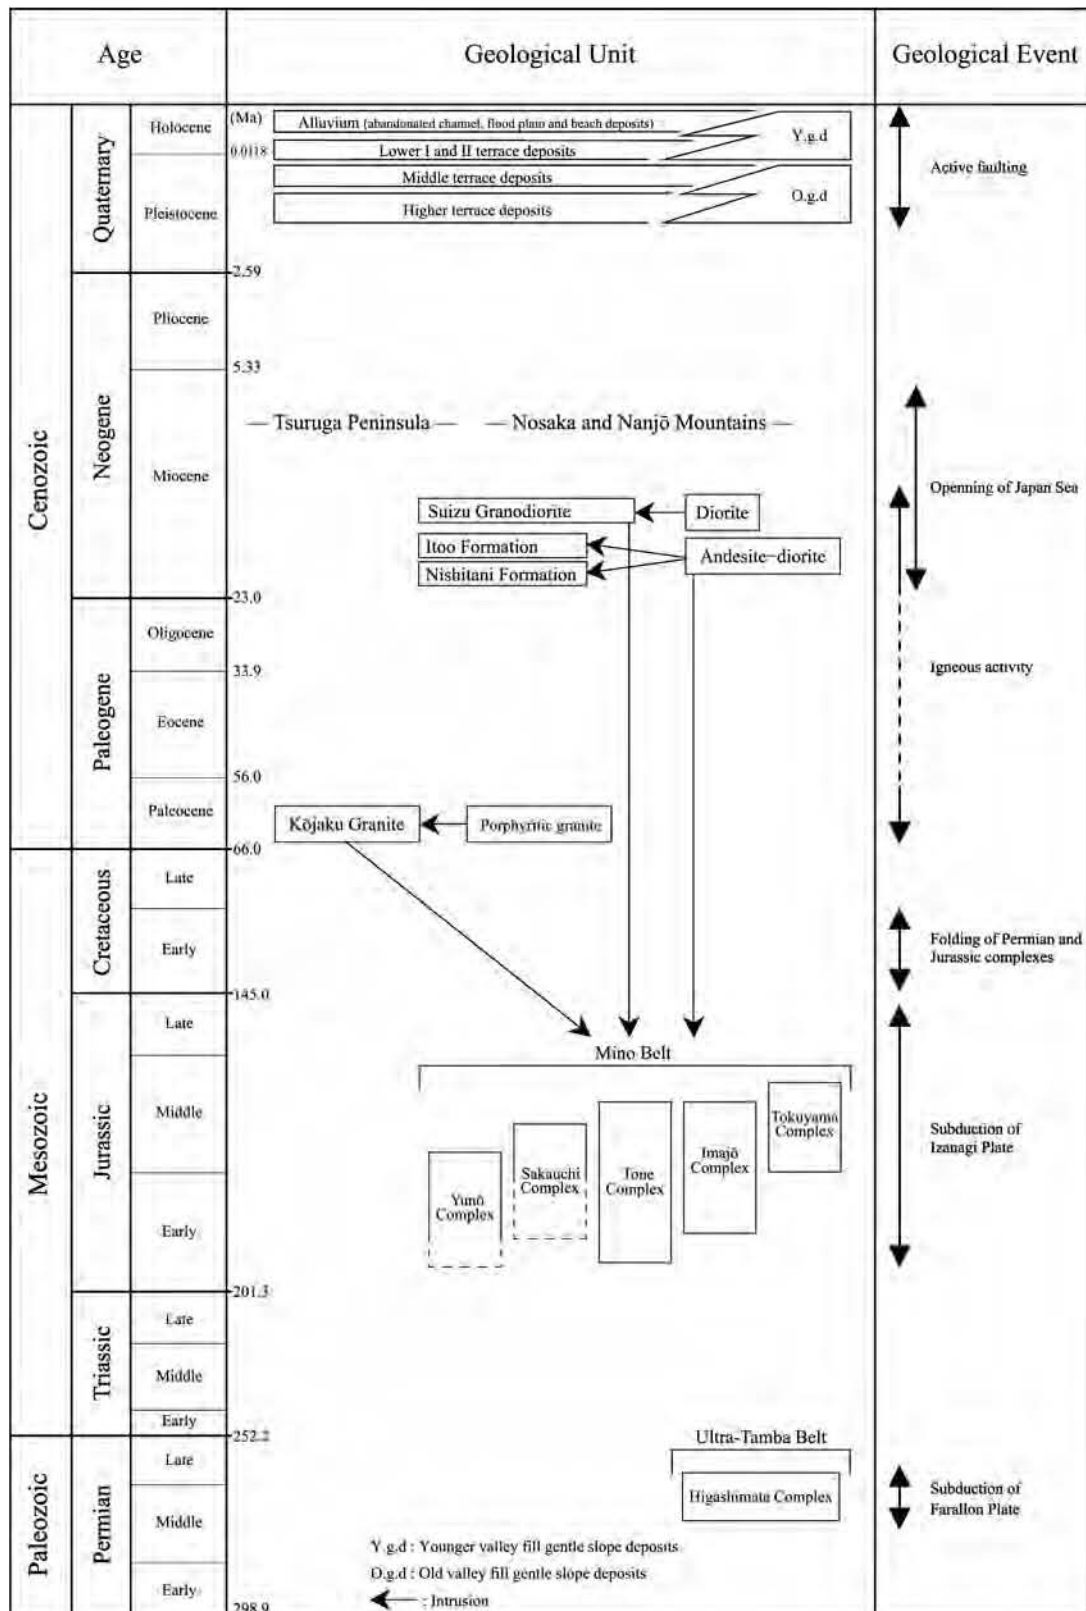 Age
Geological Unit
Geological Event
Cenozoic
Mesozoic
Paleozoic
Quaternary
Neogene
Paleogene
Cretaceous
Jurassic
Triassic
Permian
Holocene
Pleistocene
Pliocene
Miocene
Oligocene
Eocene
Paleocene
Late
Early
Late
Middle
Early
Late
Middle
Early
Late
Middle
Early
(Ma)
0.0118
2.59
5.33
23.0
33.9
56.0
66.0
145.0
201.3
252.2
298.9
Alluvium (abandonated channel, flood plain and beach deposits)
Lower I and II terrace deposits
Y.g.d
Middle terrace deposits
Higher terrace deposits
O.g.d
— Tsuruga Peninsula —
— Nosaka and Nanjō Mountains —
Suizu Granodiorite
Diorite
Itoo Formation
Andesite-diorite
Nishitani Formation
Kōjaku Granite
Porphyritic granite
Mino Belt
Yunō
Complex
Sakauchi
Complex
Tone
Complex
Imajō
Complex
Tokuyama
Complex
Ultra-Tamba Belt
Higashimata Complex
Y.g.d : Younger valley fill gentle slope deposits
O.g.d : Old valley fill gentle slope deposits
: Intrusion
Active faulting
Openning of Japan Sea
Igneous activity
Folding of Permian and
Jurassic complexes
Subduction of
Izanagi Plate
Subduction of
Farallon Plate